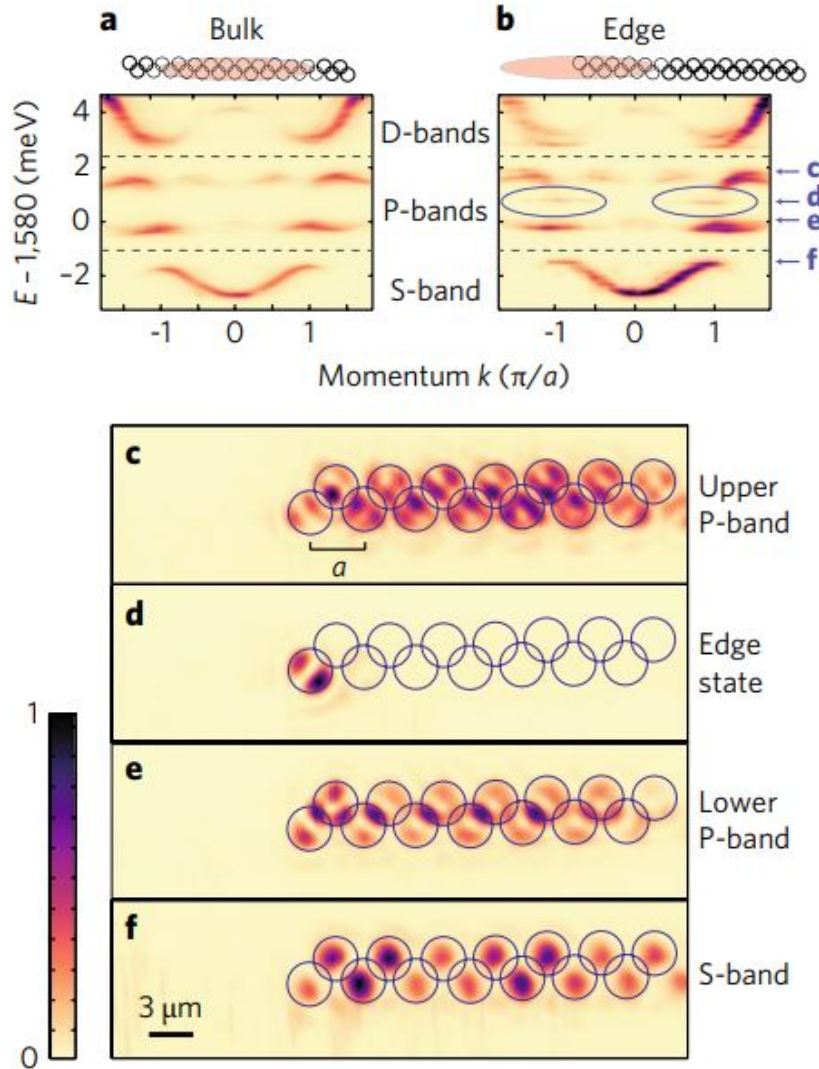 a
b
Bulk
Edge
4
2
0
−2
E − 1,580 (meV)
D-bands
P-bands
S-band
c
d
e
f
-1
0
1
-1
0
1
Momentum k (π/a)
c
a
Upper
P-band
d
Edge
state
e
Lower
P-band
f
3 μm
S-band
1
0